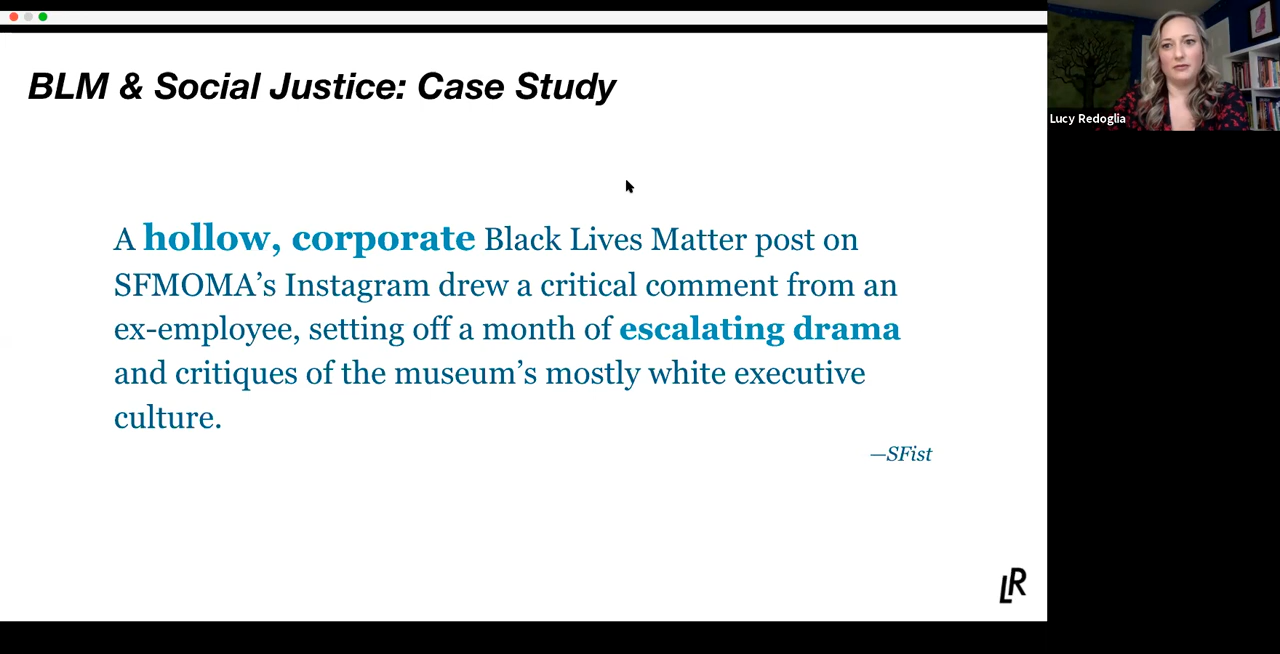 BLM & Social Justice: Case Study
A hollow, corporate Black Lives Matter post on
SFMOMA’s Instagram drew a critical comment from an
ex-employee, setting off a month of escalating drama
and critiques of the museum’s mostly white executive
culture.
—SFist
LR
Lucy Redoglia